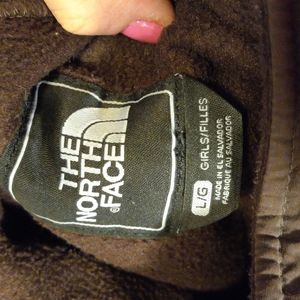 THE
NORTH
FACE
L/G
GIRLS/FILLES
MADE IN EL SALVADOR
FABRIQUÉ AU SALVADOR